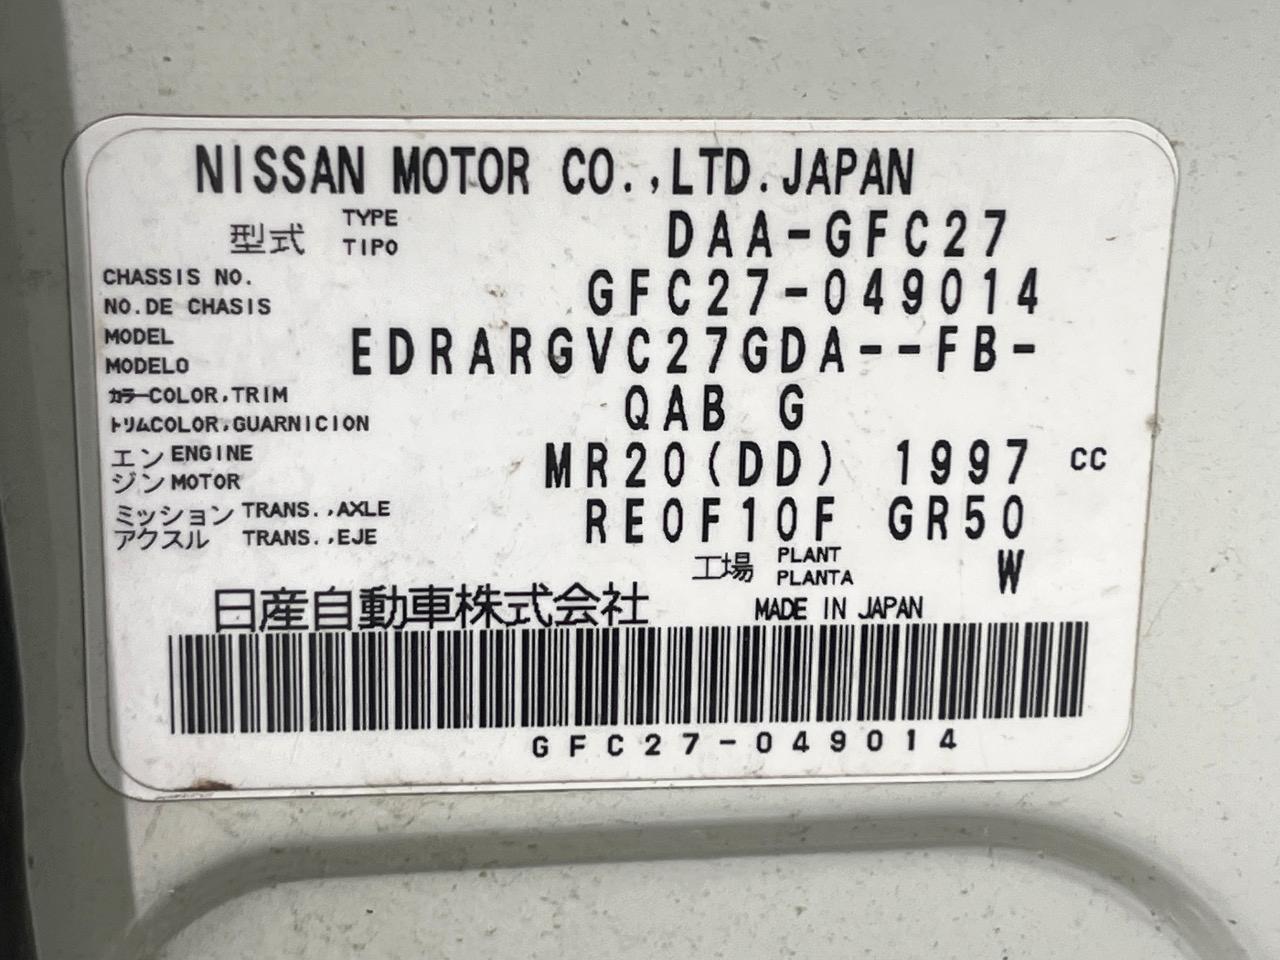 NISSAN MOTOR CO.,LTD.JAPAN
型式 TYPE TIPO DAA-GFC27
CHASSIS NO. NO.DE CHASIS GFC27-049014
MODEL MODELO EDRARGVC27GDA--FB-
カラーCOLOR,TRIM トリムCOLOR,GUARNICION QAB G
エンジン ENGINE MOTOR MR20(DD) 1997 CC
ミッション TRANS.,AXLE アクスル TRANS.,EJE RE0F10F GR50
工場 PLANT PLANTA W
日産自動車株式会社 MADE IN JAPAN
GFC27-049014